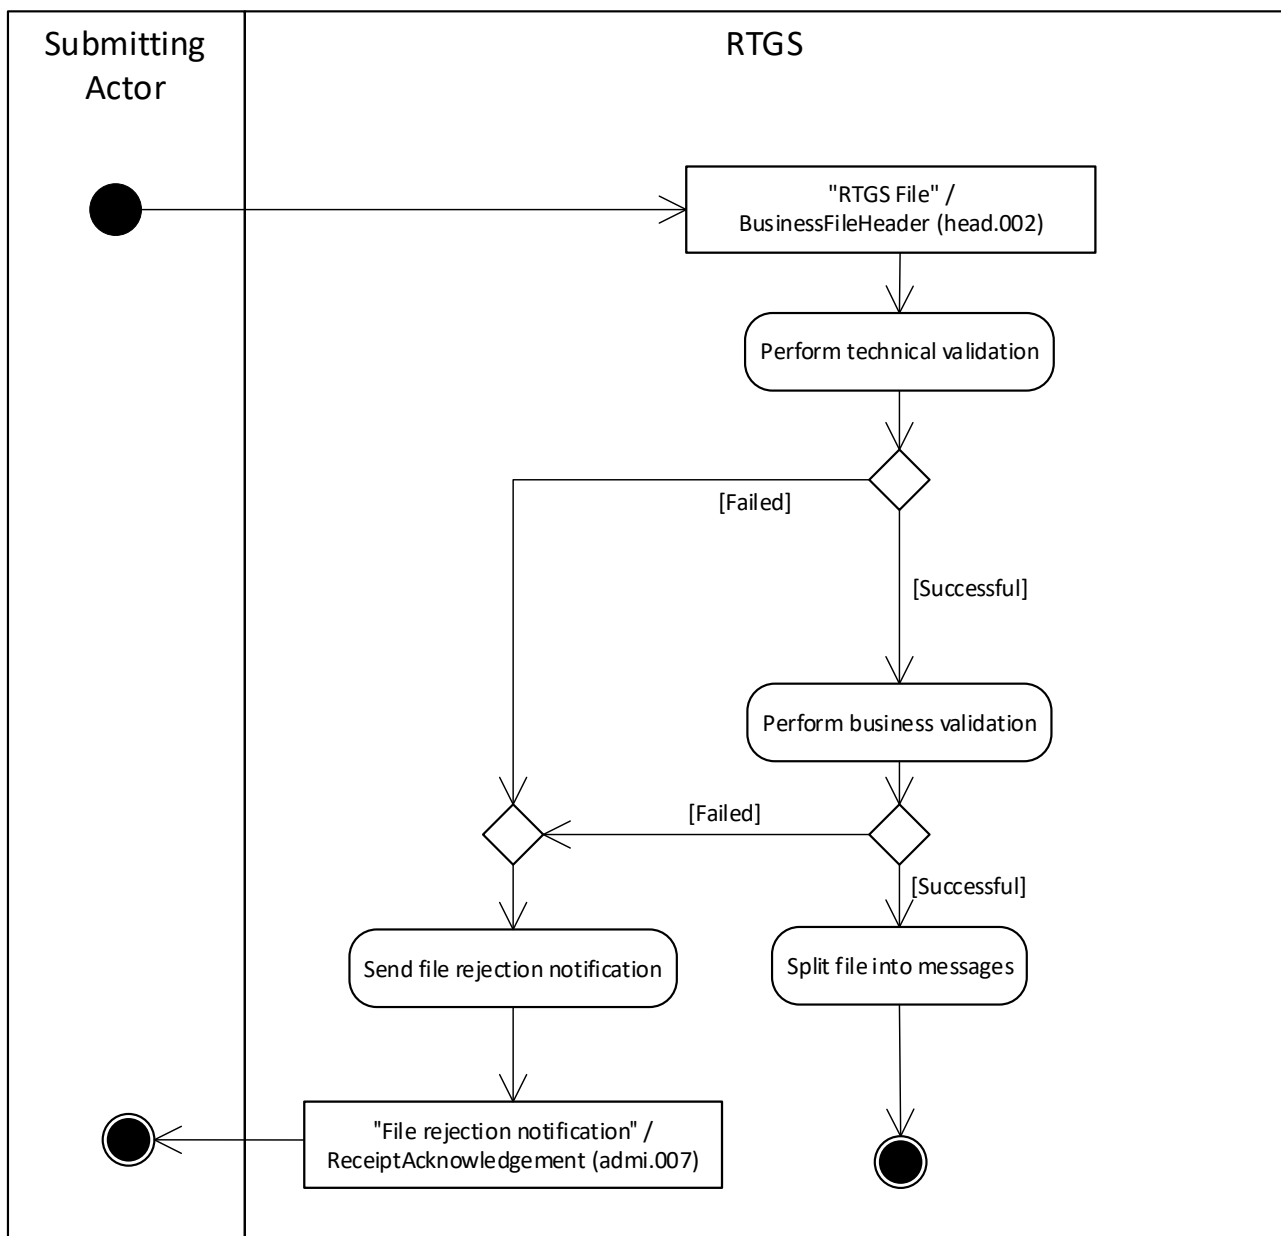 Submitting
Actor
RTGS
"RTGS File" /
BusinessFileHeader (head.002)
Perform technical validation
[Failed]
[Successful]
Perform business validation
[Failed]
[Successful]
Send file rejection notification
Split file into messages
"File rejection notification" /
ReceiptAcknowledgement (admi.007)